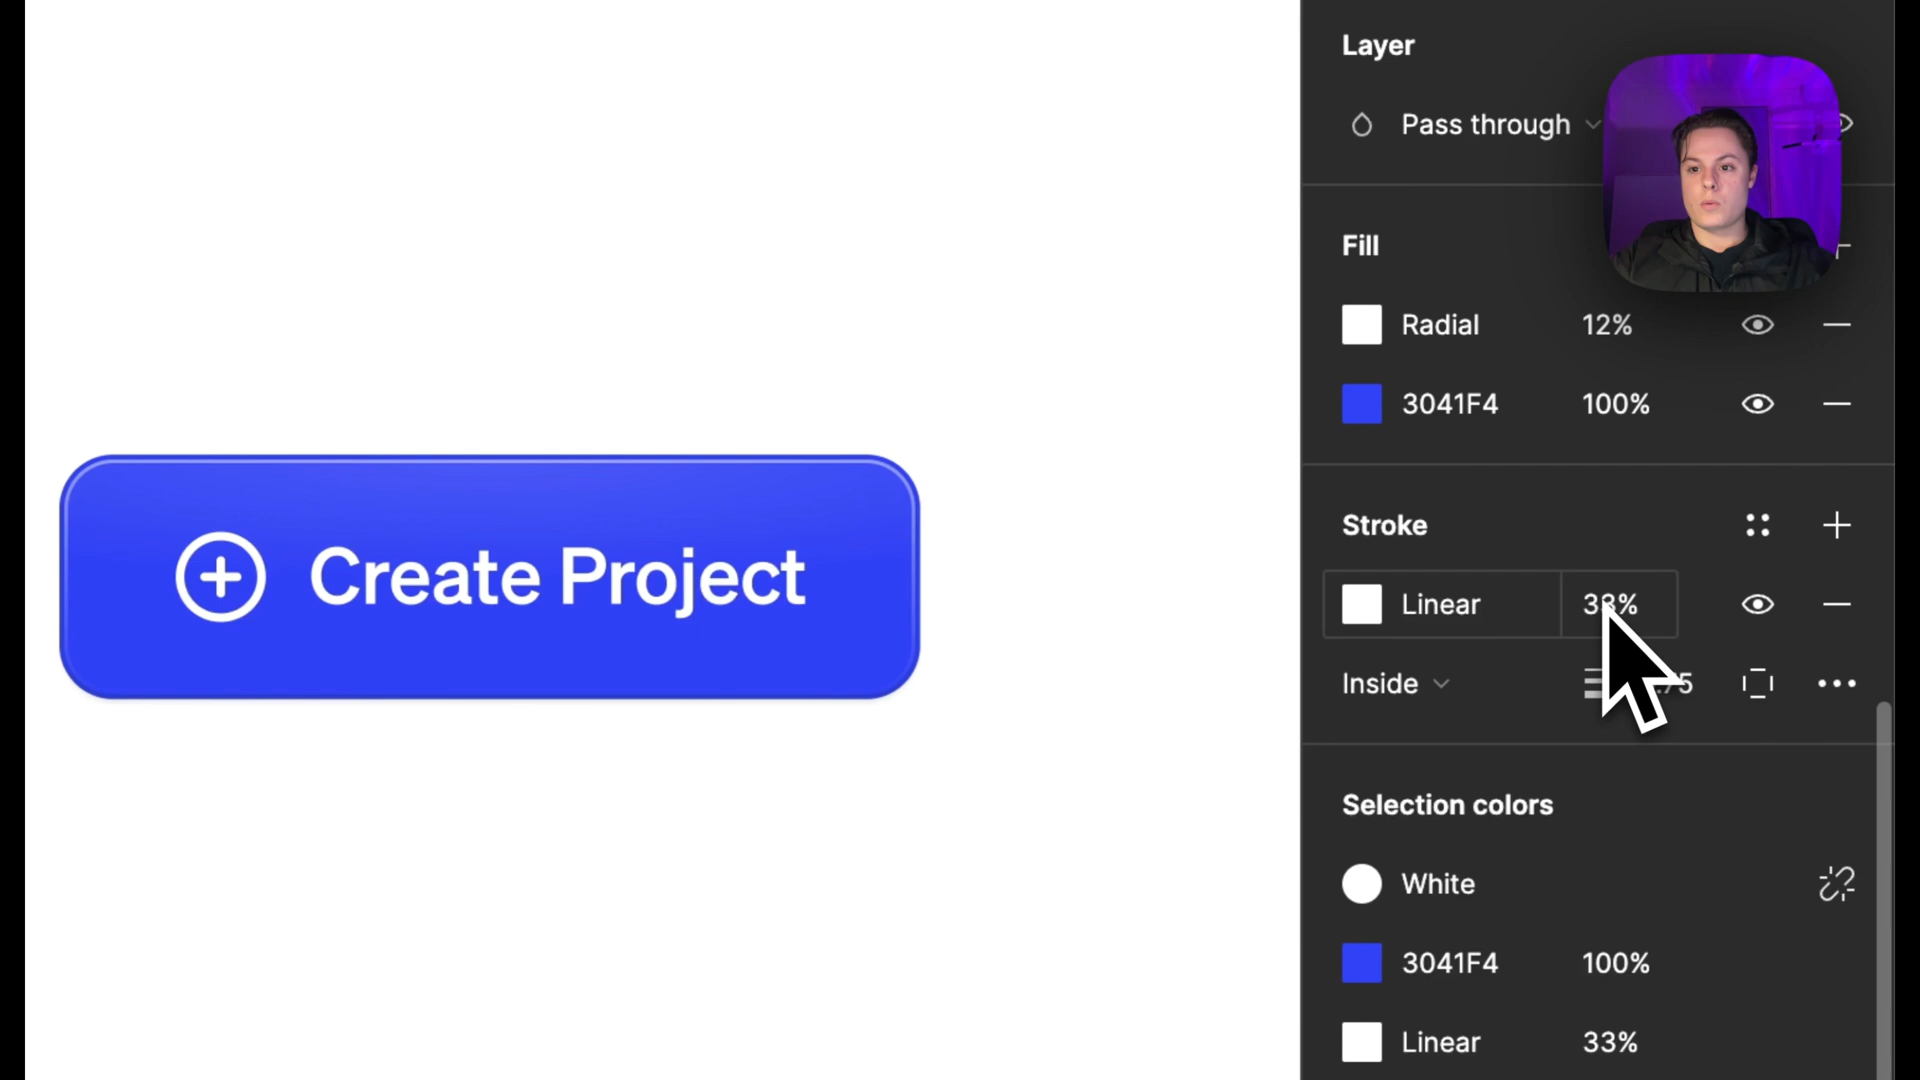 Layer
Pass through
Fill
Radial 12%
3041F4 100%
Create Project
Stroke
Linear 33%
Inside
Selection colors
White
3041F4 100%
Linear 33%